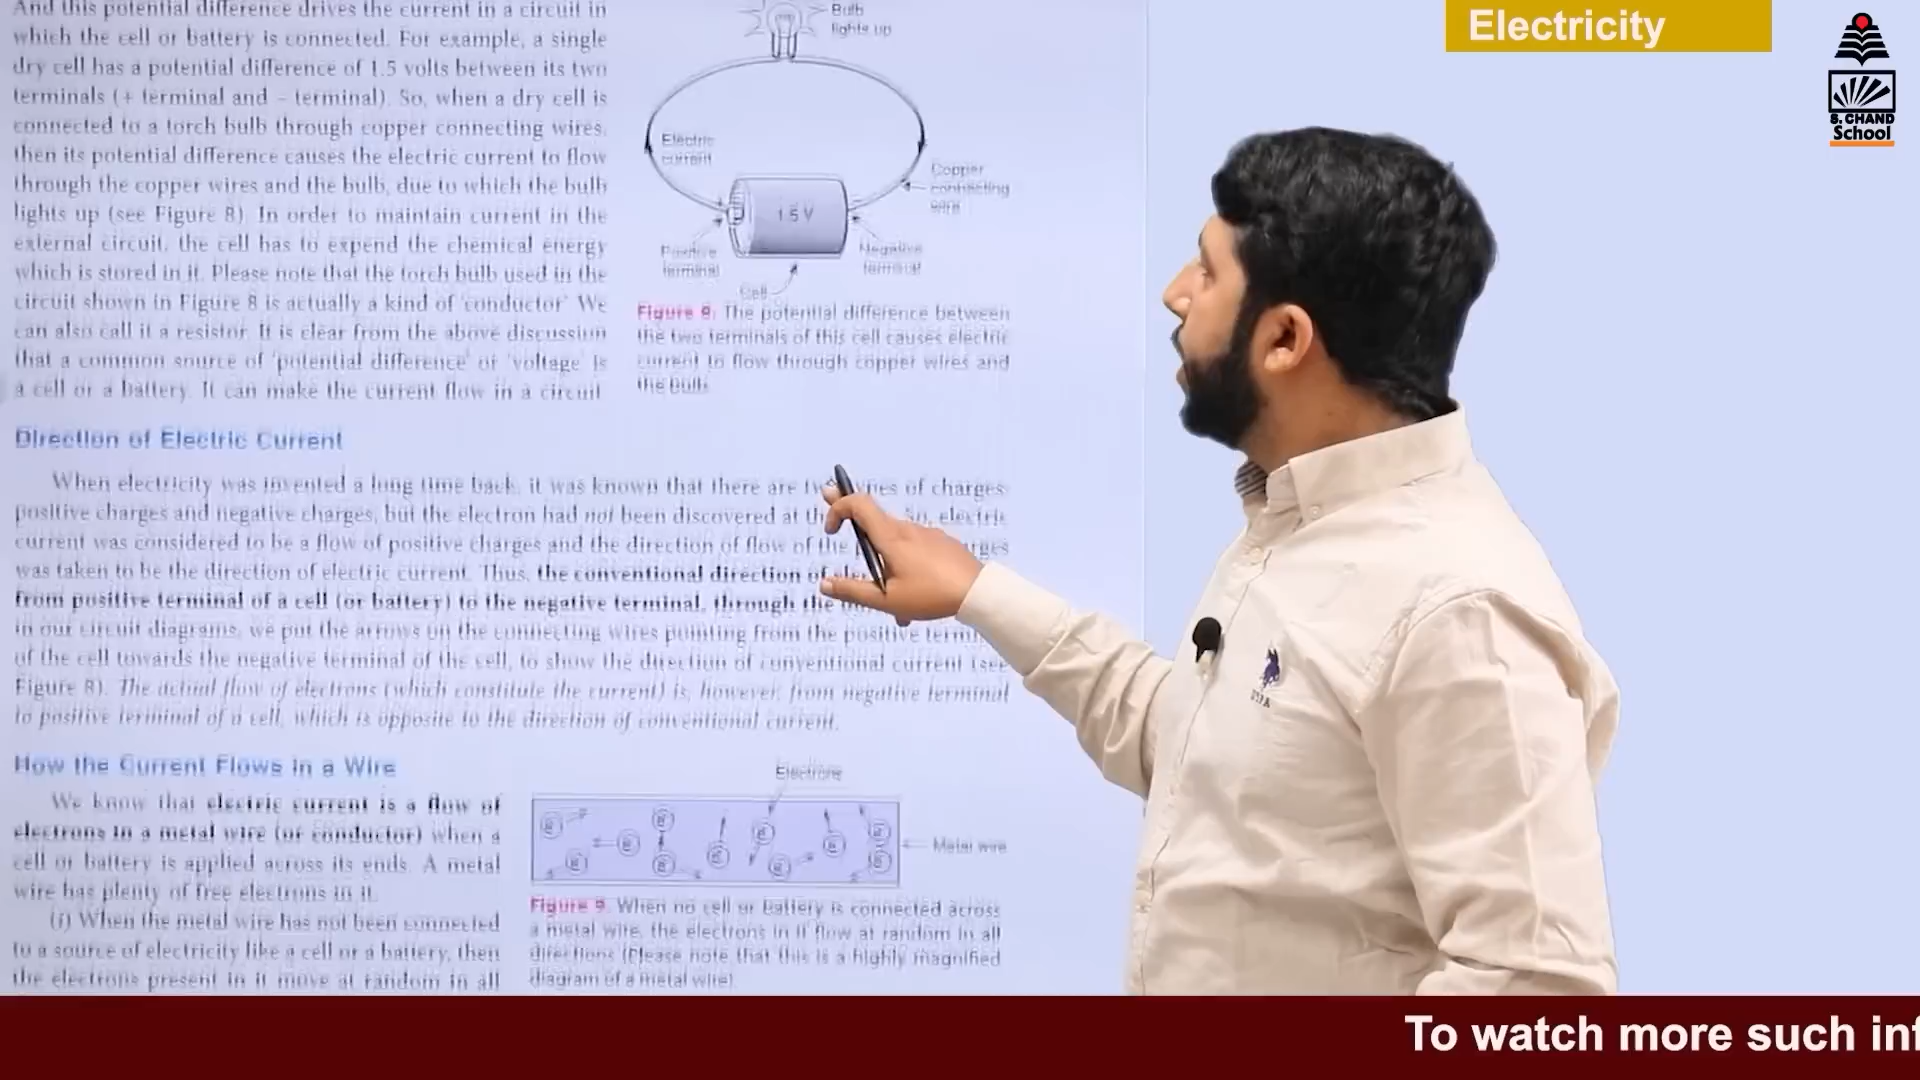 And this potential difference drives the current in a circuit in
which the cell or battery is connected. For example, a single
dry cell has a potential difference of 1.5 volts between its two
terminals (+ terminal and – terminal). So, when a dry cell is
connected to a torch bulb through copper connecting wires,
then its potential difference causes the electric current to flow
through the copper wires and the bulb, due to which the bulb
lights up (see Figure 8). In order to maintain current in the
external circuit, the cell has to expend the chemical energy
which is stored in it. Please note that the torch bulb used in the
circuit shown in Figure 8 is actually a kind of 'conductor' We
can also call it a resistor. It is clear from the above discussion
that a common source of 'potential difference' or 'voltage' is
a cell or a battery. It can make the current flow in a circuit
Bulb
lights up
Electric
current
Copper
connecting
wire
1.5 V
Positive
terminal
Negative
terminal
Cell
Figure 8. The potential difference between
the two terminals of this cell causes electric
current to flow through copper wires and
the bulb.
Direction of Electric Current
When electricity was invented a long time back, it was known that there are types of charges
positive charges and negative charges, but the electron had not been discovered at electric
current was considered to be a flow of positive charges and the direction of flow of the
was taken to be the direction of electric current. Thus, the conventional direction of
from positive terminal of a cell (or battery) to the negative terminal, through the
in our circuit diagrams, we put the arrows on the connecting wires pointing from the positive
of the cell towards the negative terminal of the cell, to show the direction of conventional current (see
Figure 8). The actual flow of electrons (which constitute the current) is, however, from negative terminal
to positive terminal of a cell, which is opposite to the direction of conventional current.
How the Current Flows in a Wire
We know that electric current is a flow of
electrons in a metal wire (or conductor) when a
cell or battery is applied across its ends. A metal
wire has plenty of free electrons in it.
(i) When the metal wire has not been connected
to a source of electricity like a cell or a battery, then
the electrons present in it move at random in all
Electrons
Metal wire
Figure 9. When no cell or battery is connected across
a metal wire, the electrons in it flow at random in all
directions (Please note that this is a highly magnified
diagram of a metal wire).
Electricity
S. CHAND
School
USPA
To watch more such